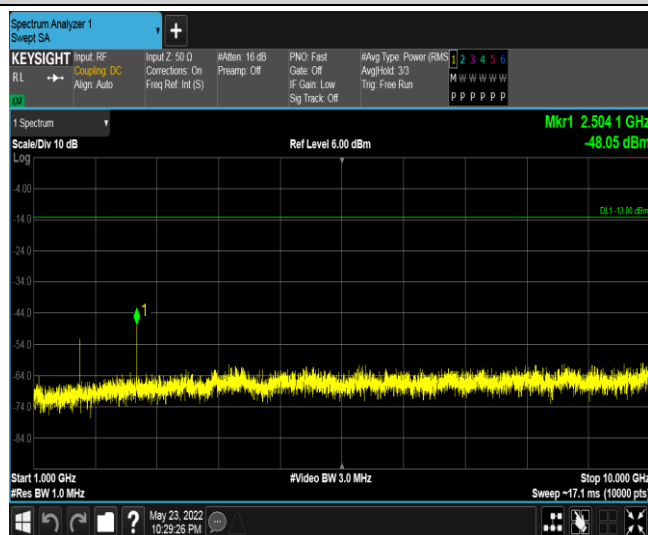 Spectrum Analyzer 1
Swept SA
+
KEYSIGHT
RL
Input: RF
Coupling: DC
Align: Auto
Input Z: 50 Ω
Corrections: On
Freq Ref: Int (S)
#Atten: 16 dB
Preamp: Off
PNO: Fast
Gate: Off
IF Gain: Low
Sig Track: Off
#Avg Type: Power (RMS
Avg|Hold: 3/3
Trig: Free Run
1 2 3 4 5 6
M W W W W W
P P P P P P
1 Spectrum
Mkr1 2.504 1 GHz
Scale/Div 10 dB
Ref Level 6.00 dBm
-48.05 dBm
Log
-4.00
DL1 -13.00 dBm
-14.0
-24.0
-34.0
-44.0
1
-54.0
-64.0
-74.0
-84.0
Start 1.000 GHz
#Video BW 3.0 MHz
Stop 10.000 GHz
#Res BW 1.0 MHz
Sweep ~17.1 ms (10000 pts)
?
May 23, 2022
10:29:26 PM